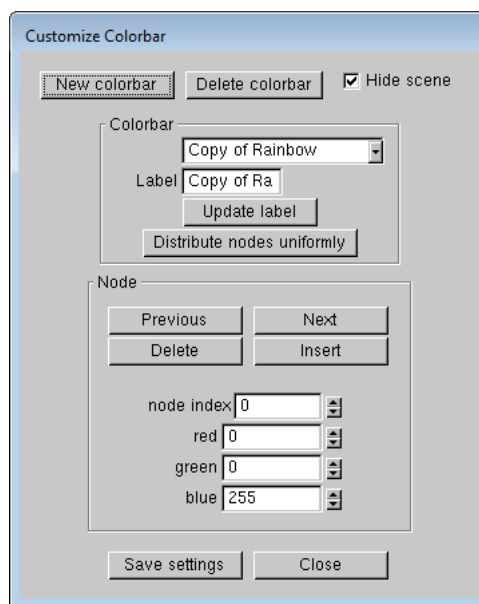 Customize Colorbar
New colorbar Delete colorbar Hide scene
Colorbar
Copy of Rainbow
Label Copy of Ra
Update label
Distribute nodes uniformly
Node
Previous Next
Delete Insert
node index 0
red 0
green 0
blue 255
Save settings Close